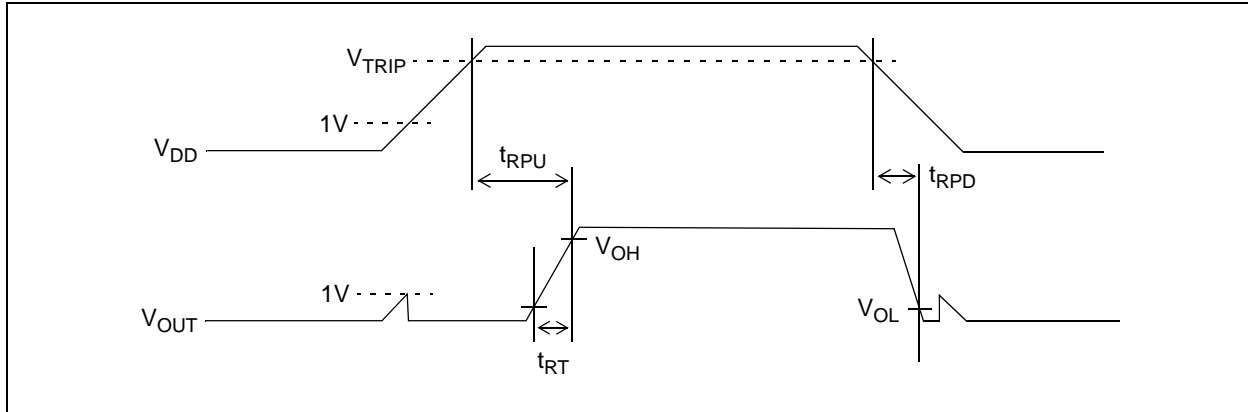 VTRIP
1V
VDD
tRPU
tRPD
VOH
1V
VOUT
VOL
tRT